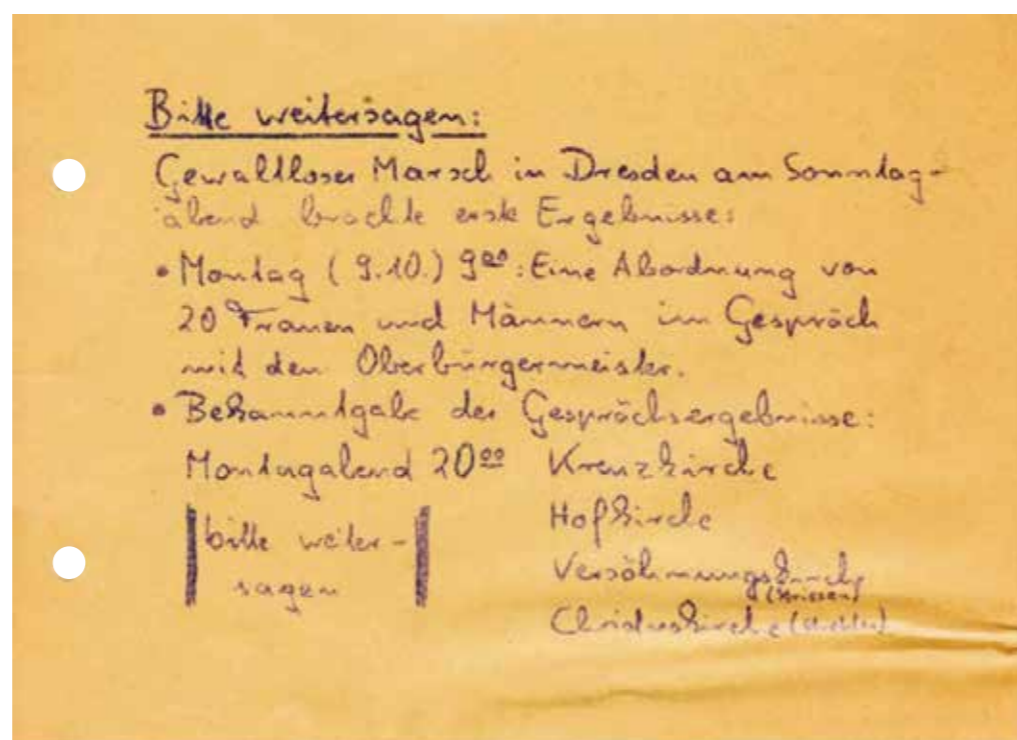 Bitte weitersagen:
Gewaltloser Marsch in Dresden am Sonntag-
abend brachte erste Ergebnisse:
• Montag (9.10.) 9⁰⁰: Eine Abordnung von
20 Frauen und Männern im Gespräch
mit den Oberbürgermeister.
• Bekanntgabe der Gesprächsergebnisse:
Montagabend 20⁰⁰ Kreuzkirche
Hofkirche
bitte weiter-
sagen
Versöhnungskirche
(Striesen)
Christuskirche (Strehlen)